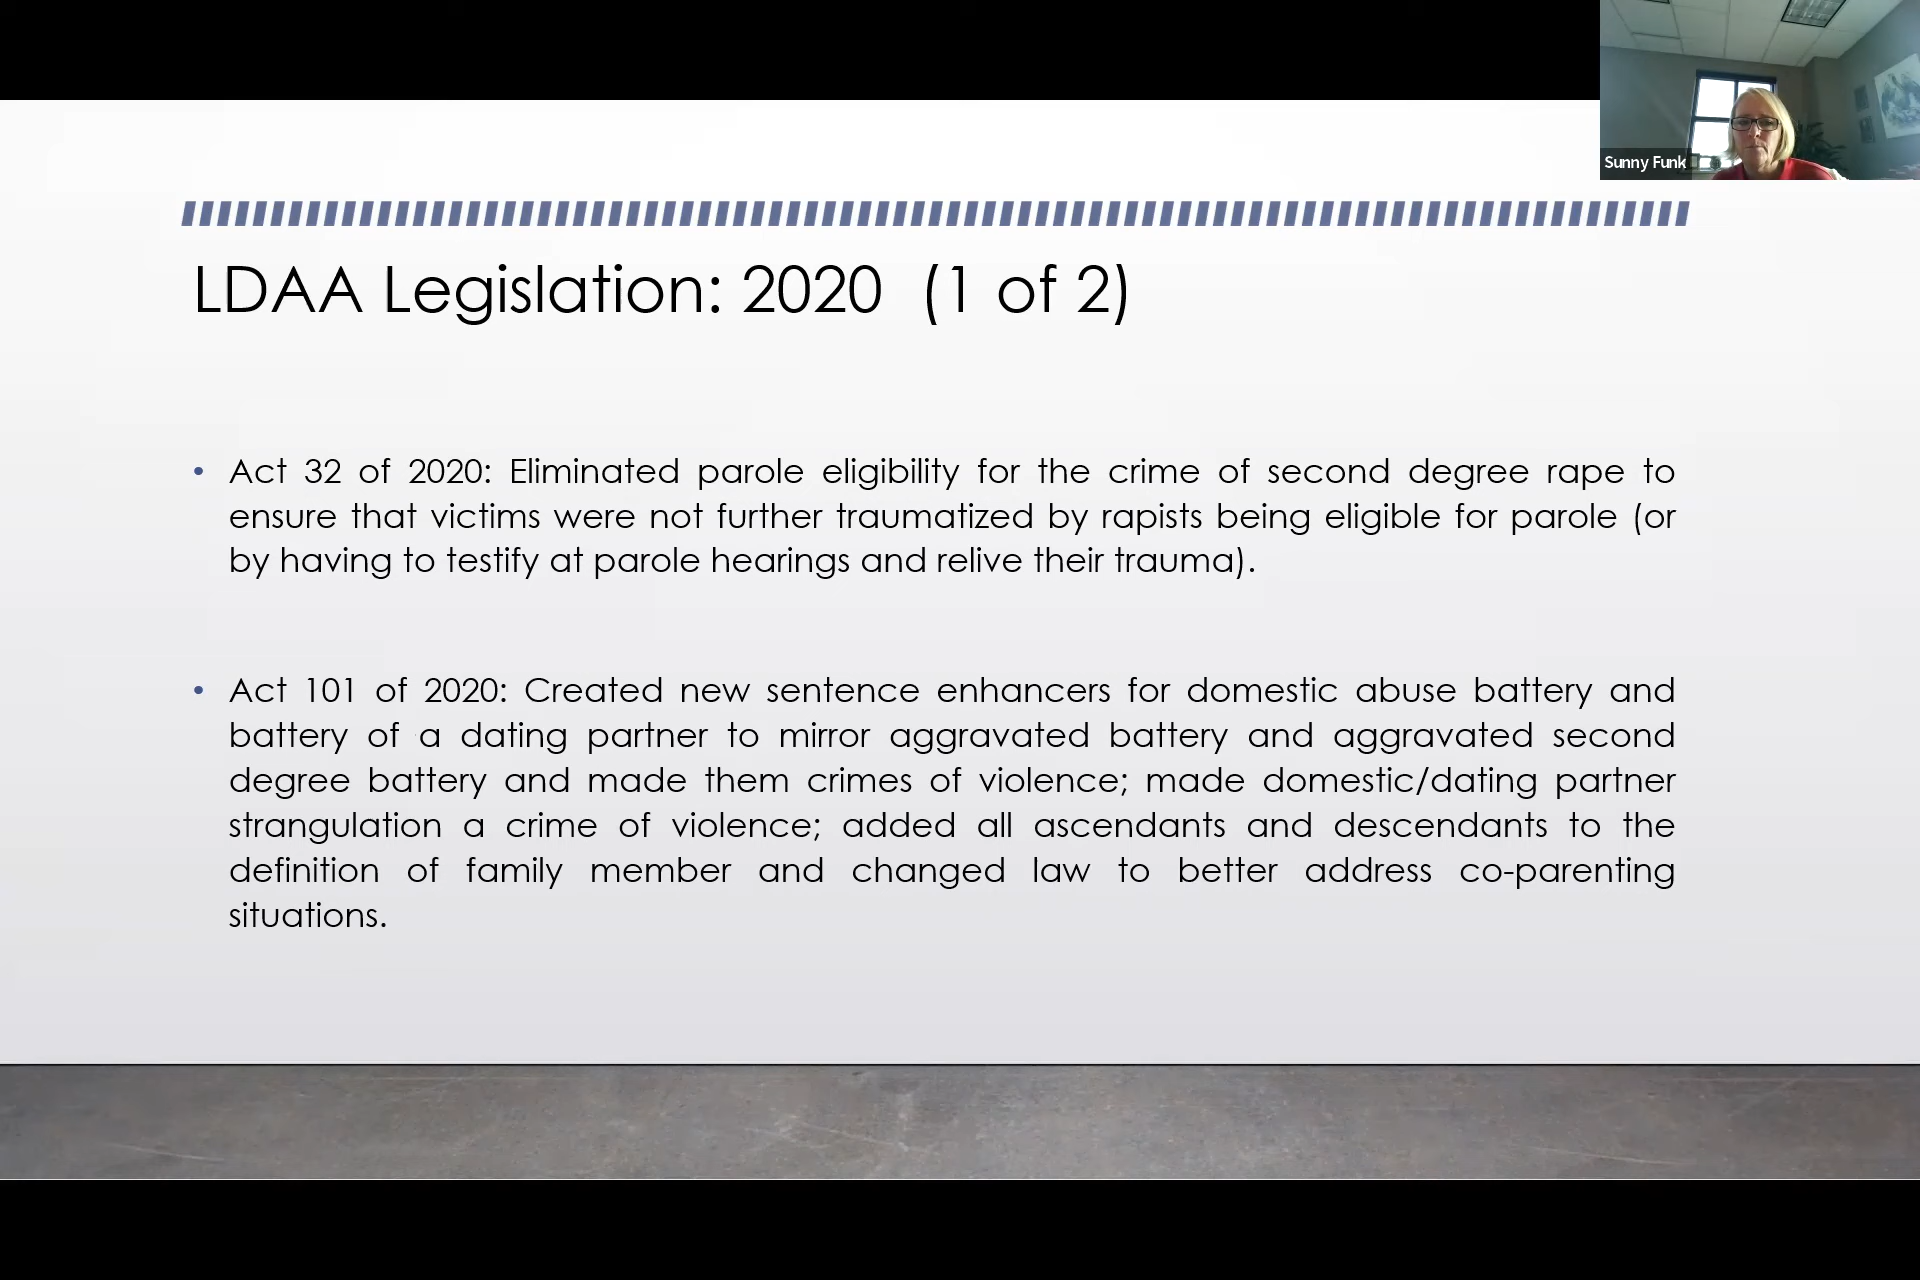 Sunny Funk
LDAA Legislation: 2020 (1 of 2)
• Act 32 of 2020: Eliminated parole eligibility for the crime of second degree rape to
ensure that victims were not further traumatized by rapists being eligible for parole (or
by having to testify at parole hearings and relive their trauma).
• Act 101 of 2020: Created new sentence enhancers for domestic abuse battery and
battery of a dating partner to mirror aggravated battery and aggravated second
degree battery and made them crimes of violence; made domestic/dating partner
strangulation a crime of violence; added all ascendants and descendants to the
definition of family member and changed law to better address co-parenting
situations.